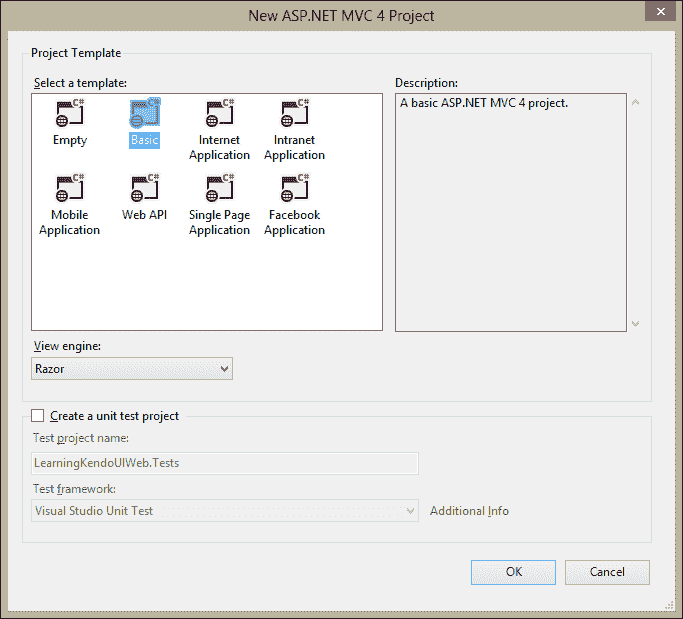 New ASP.NET MVC 4 Project
Project Template
Select a template:
Description:
C#
C#
C#
C#
Empty
Basic
Internet
Application
Intranet
Application
C#
C#
C#
C#
Mobile
Application
Web API
Single Page
Application
Facebook
Application
A basic ASP.NET MVC 4 project.
View engine:
Razor
Create a unit test project
Test project name:
LearningKendoUIWeb.Tests
Test framework:
Visual Studio Unit Test
Additional Info
OK
Cancel